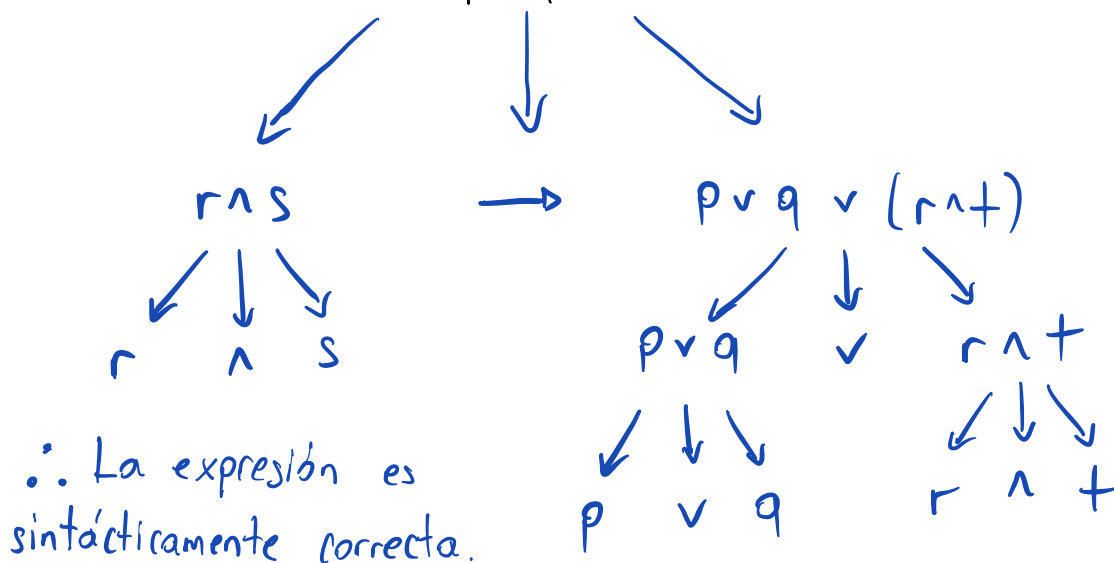 r ∧ s → p ∨ q ∨ (r ∧ t)
r ∧ s p ∨ q ∨ r ∧ t
∴ La expresión es
sintácticamente correcta.
p ∨ q r ∧ t